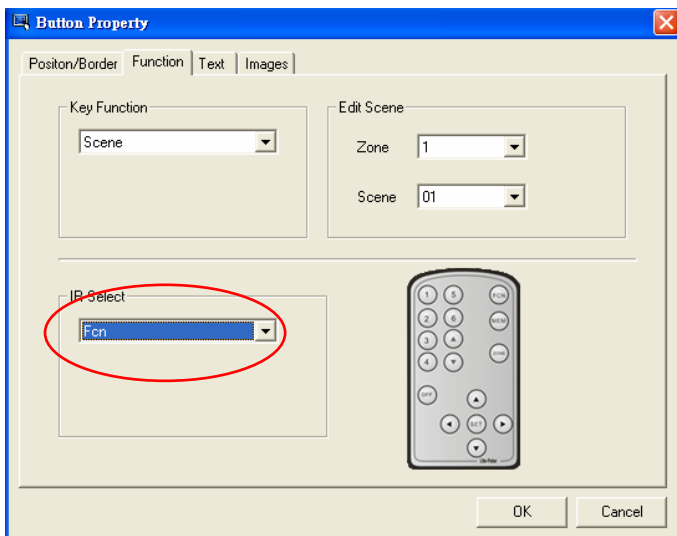 Button Property
Positon/Border Function Text Images
Key Function
Scene
Edit Scene
Zone 1
Scene 01
IR Select
Fcn
1 5 FCN
2 6 MEM
3
4 ZONE
OFF
SET
OK Cancel